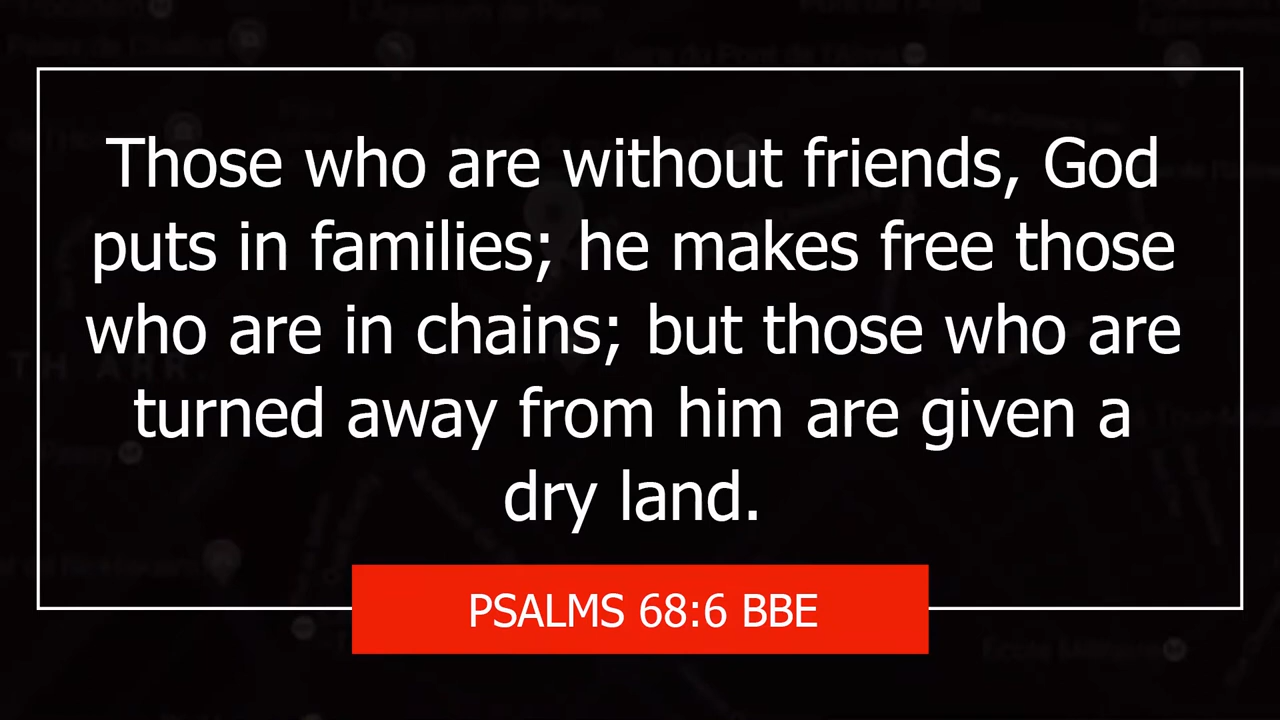 Those who are without friends, God
puts in families; he makes free those
who are in chains; but those who are
turned away from him are given a
dry land.
PSALMS 68:6 BBE